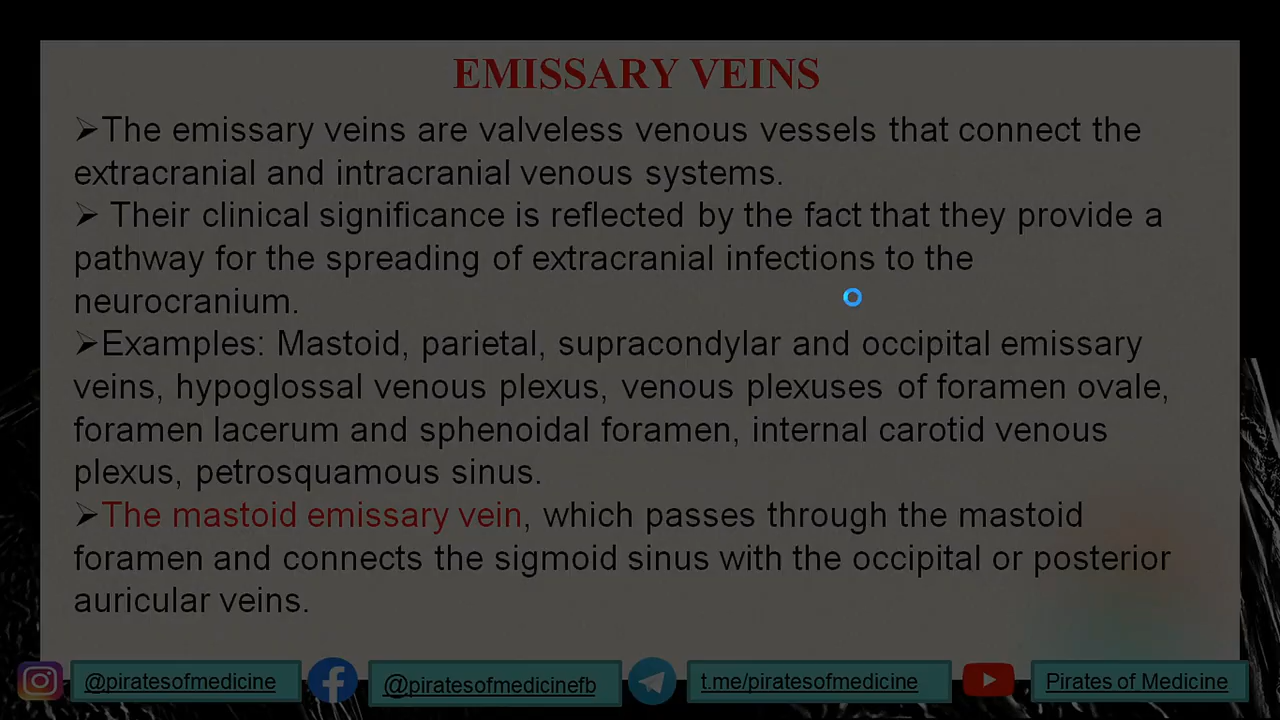 EMISSARY VEINS
➢The emissary veins are valveless venous vessels that connect the
extracranial and intracranial venous systems.
➢ Their clinical significance is reflected by the fact that they provide a
pathway for the spreading of extracranial infections to the
neurocranium.
➢Examples: Mastoid, parietal, supracondylar and occipital emissary
veins, hypoglossal venous plexus, venous plexuses of foramen ovale,
foramen lacerum and sphenoidal foramen, internal carotid venous
plexus, petrosquamous sinus.
➢The mastoid emissary vein, which passes through the mastoid
foramen and connects the sigmoid sinus with the occipital or posterior
auricular veins.
@piratesofmedicine @piratesofmedicinefb t.me/piratesofmedicine Pirates of Medicine